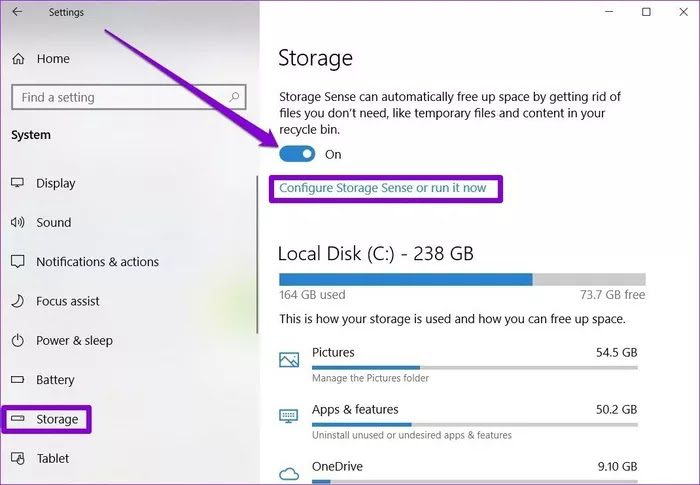 Settings
Home
Find a setting
System
Display
Sound
Notifications & actions
Focus assist
Power & sleep
Battery
Storage
Tablet
Storage
Storage Sense can automatically free up space by getting rid of
files you don't need, like temporary files and content in your
recycle bin.
On
Configure Storage Sense or run it now
Local Disk (C:) - 238 GB
164 GB used 73.7 GB free
This is how your storage is used and how you can free up space.
Pictures 54.5 GB
Manage the Pictures folder
Apps & features 50.2 GB
Uninstall unused or undesired apps & features
OneDrive 9.10 GB